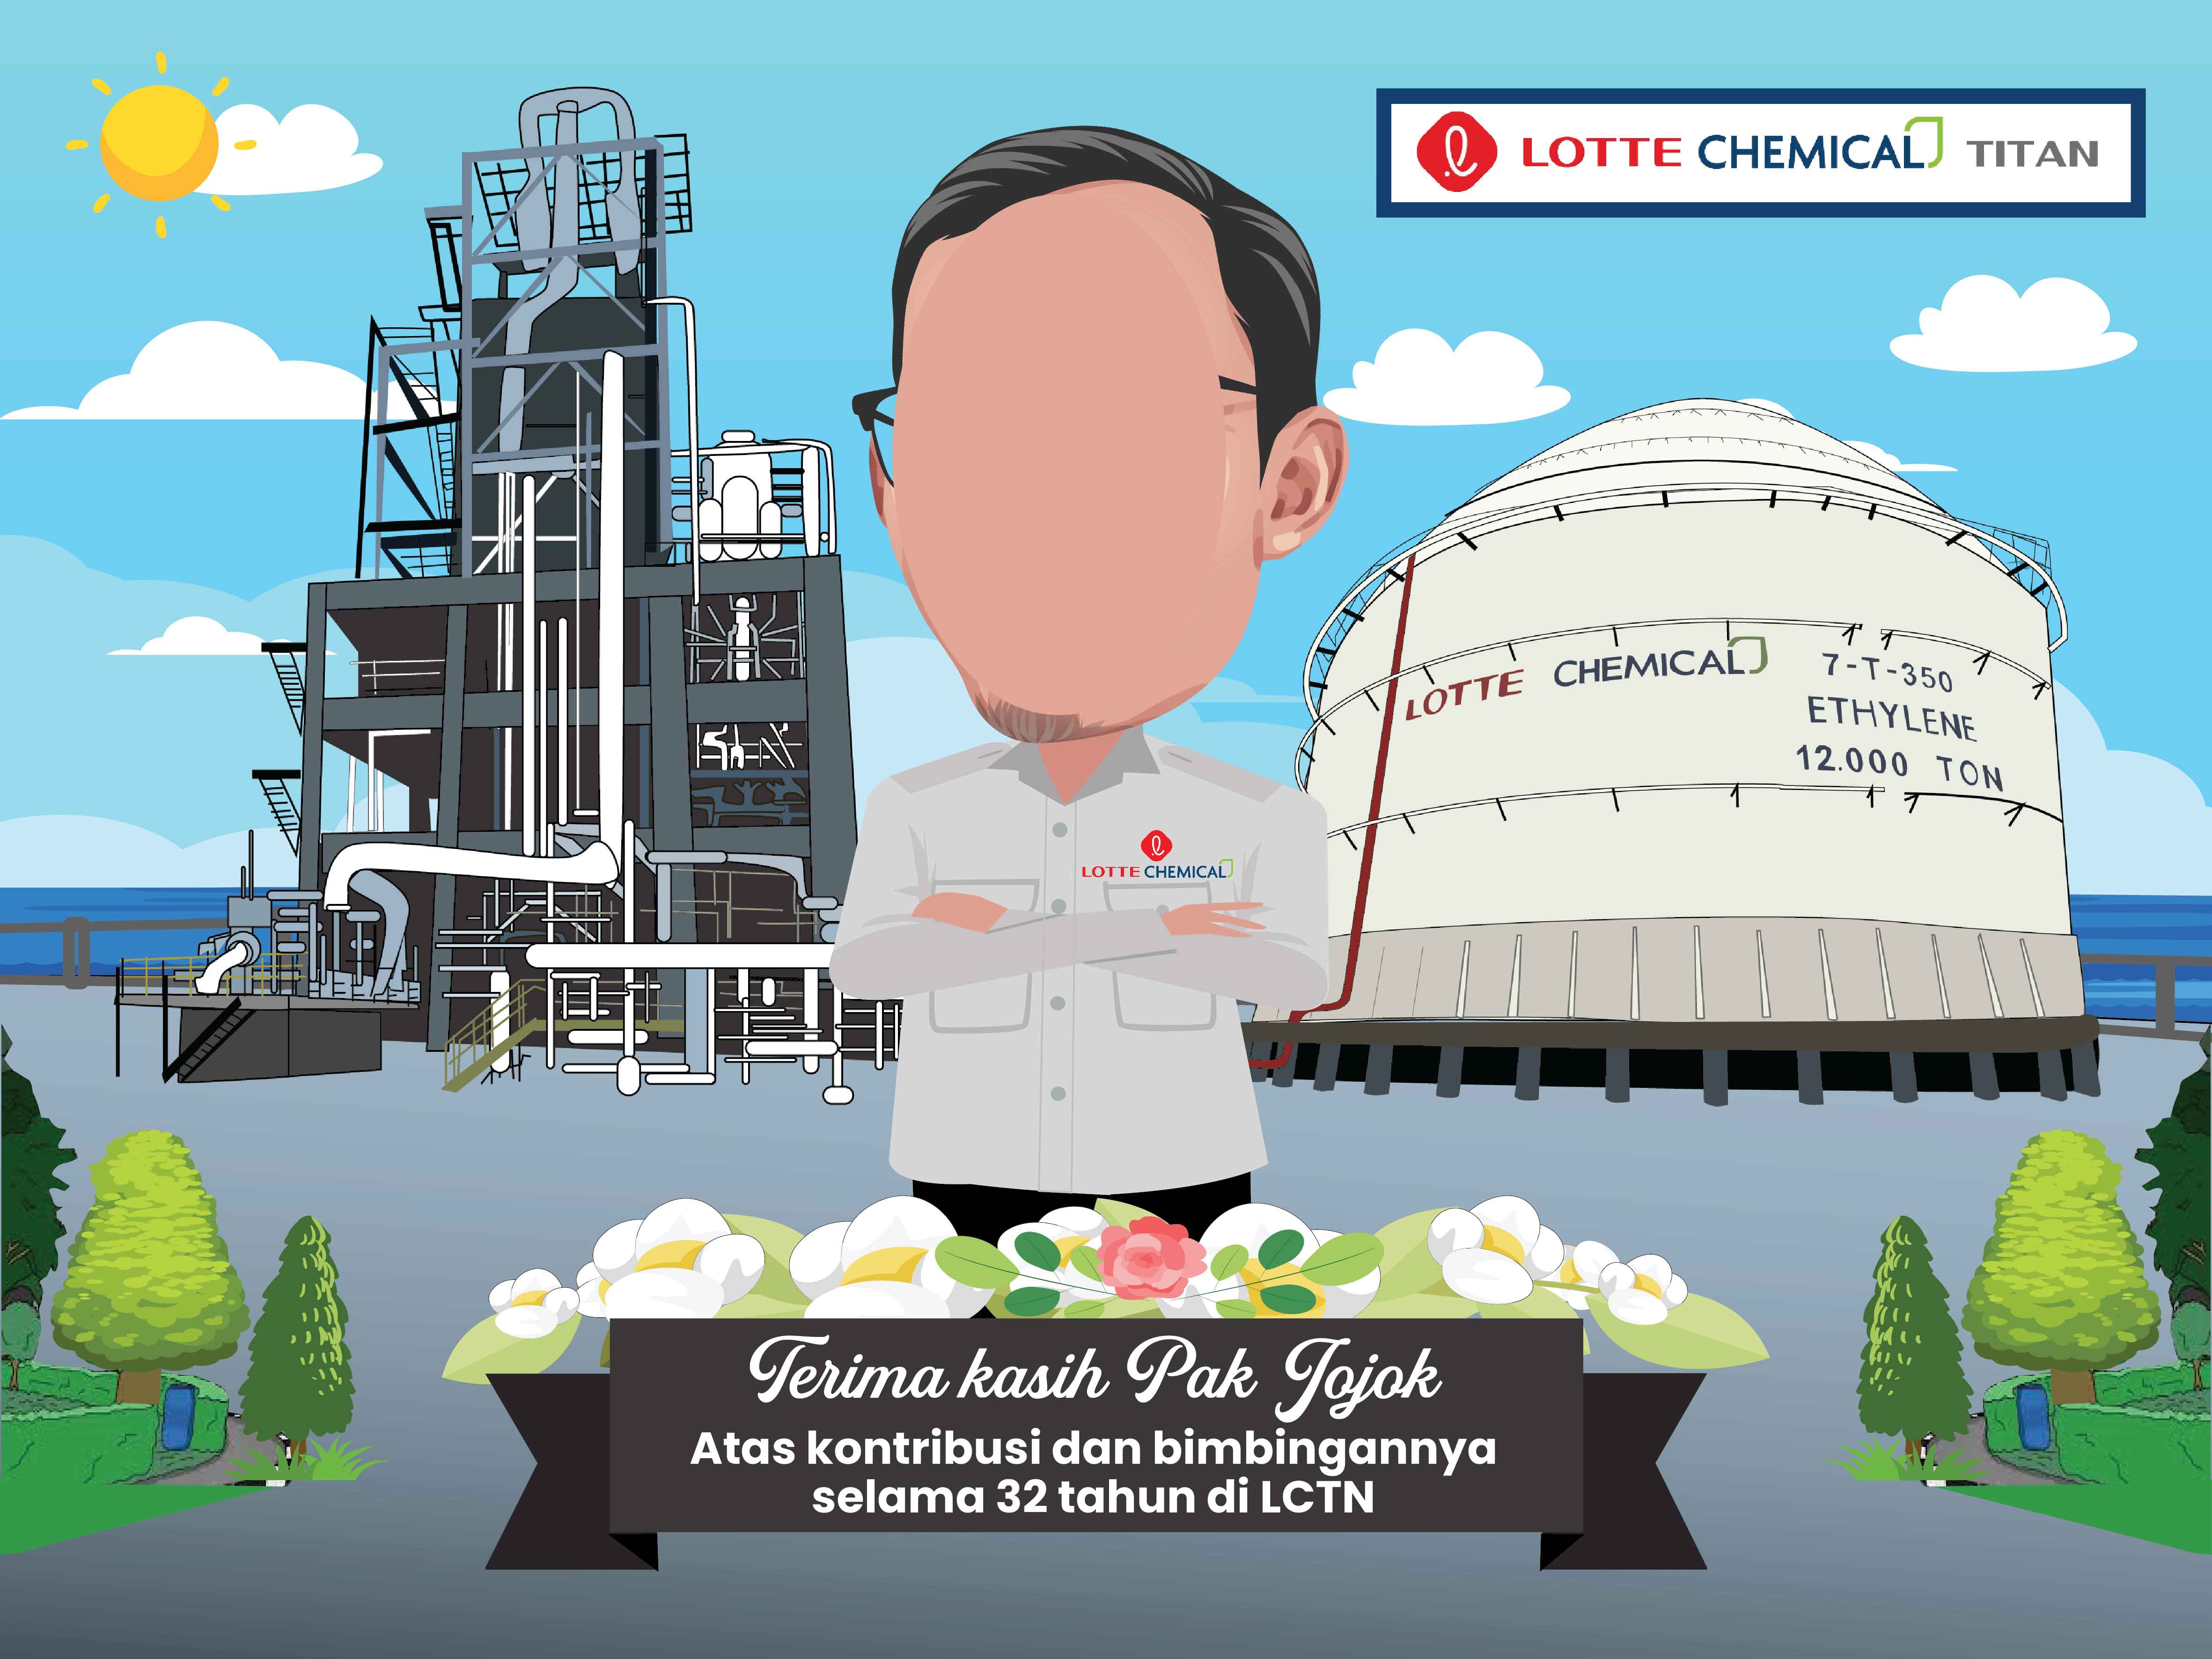 LOTTE CHEMICAL TITAN
LOTTE CHEMICAL
7-T-350
ETHYLENE
12.000 TON
LOTTE CHEMICAL
Terima kasih Pak Jojok
Atas kontribusi dan bimbingannya
selama 32 tahun di LCTN